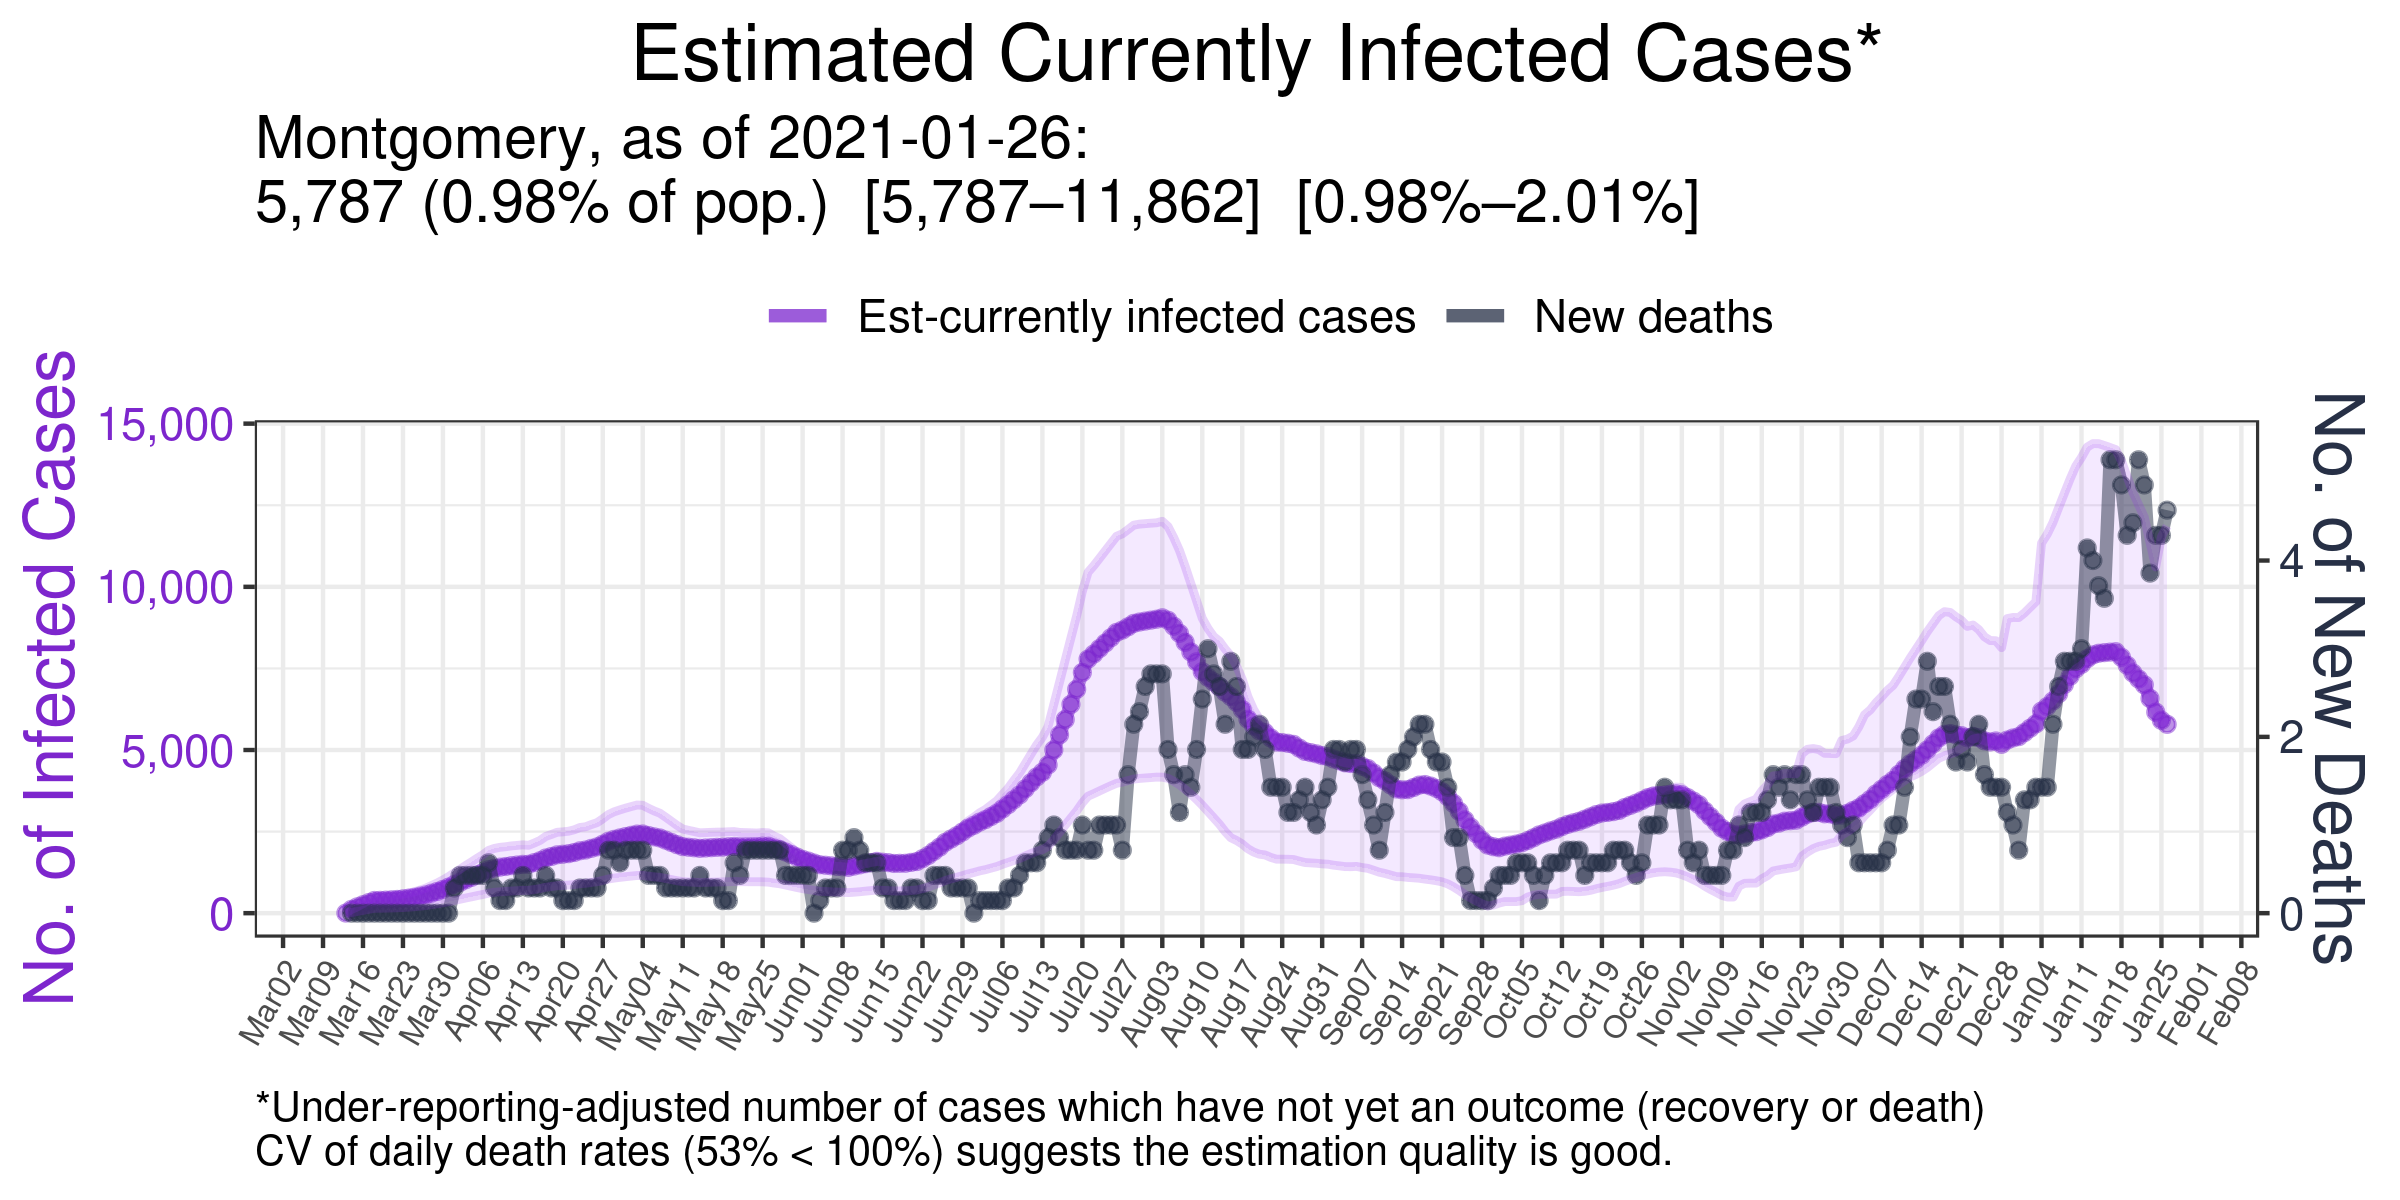 Estimated Currently Infected Cases*
Montgomery, as of 2021-01-26:
5,787 (0.98% of pop.)  [5,787–11,862]  [0.98%–2.01%]
Est-currently infected cases
New deaths
No. of Infected Cases
15,000
10,000
5,000
0
No. of New Deaths
4
2
0
Mar02
Mar09
Mar16
Mar23
Mar30
Apr06
Apr13
Apr20
Apr27
May04
May11
May18
May25
Jun01
Jun08
Jun15
Jun22
Jun29
Jul06
Jul13
Jul20
Jul27
Aug03
Aug10
Aug17
Aug24
Aug31
Sep07
Sep14
Sep21
Sep28
Oct05
Oct12
Oct19
Oct26
Nov02
Nov09
Nov16
Nov23
Nov30
Dec07
Dec14
Dec21
Dec28
Jan04
Jan11
Jan18
Jan25
Feb01
Feb08
*Under-reporting-adjusted number of cases which have not yet an outcome (recovery or death)
CV of daily death rates (53% < 100%) suggests the estimation quality is good.